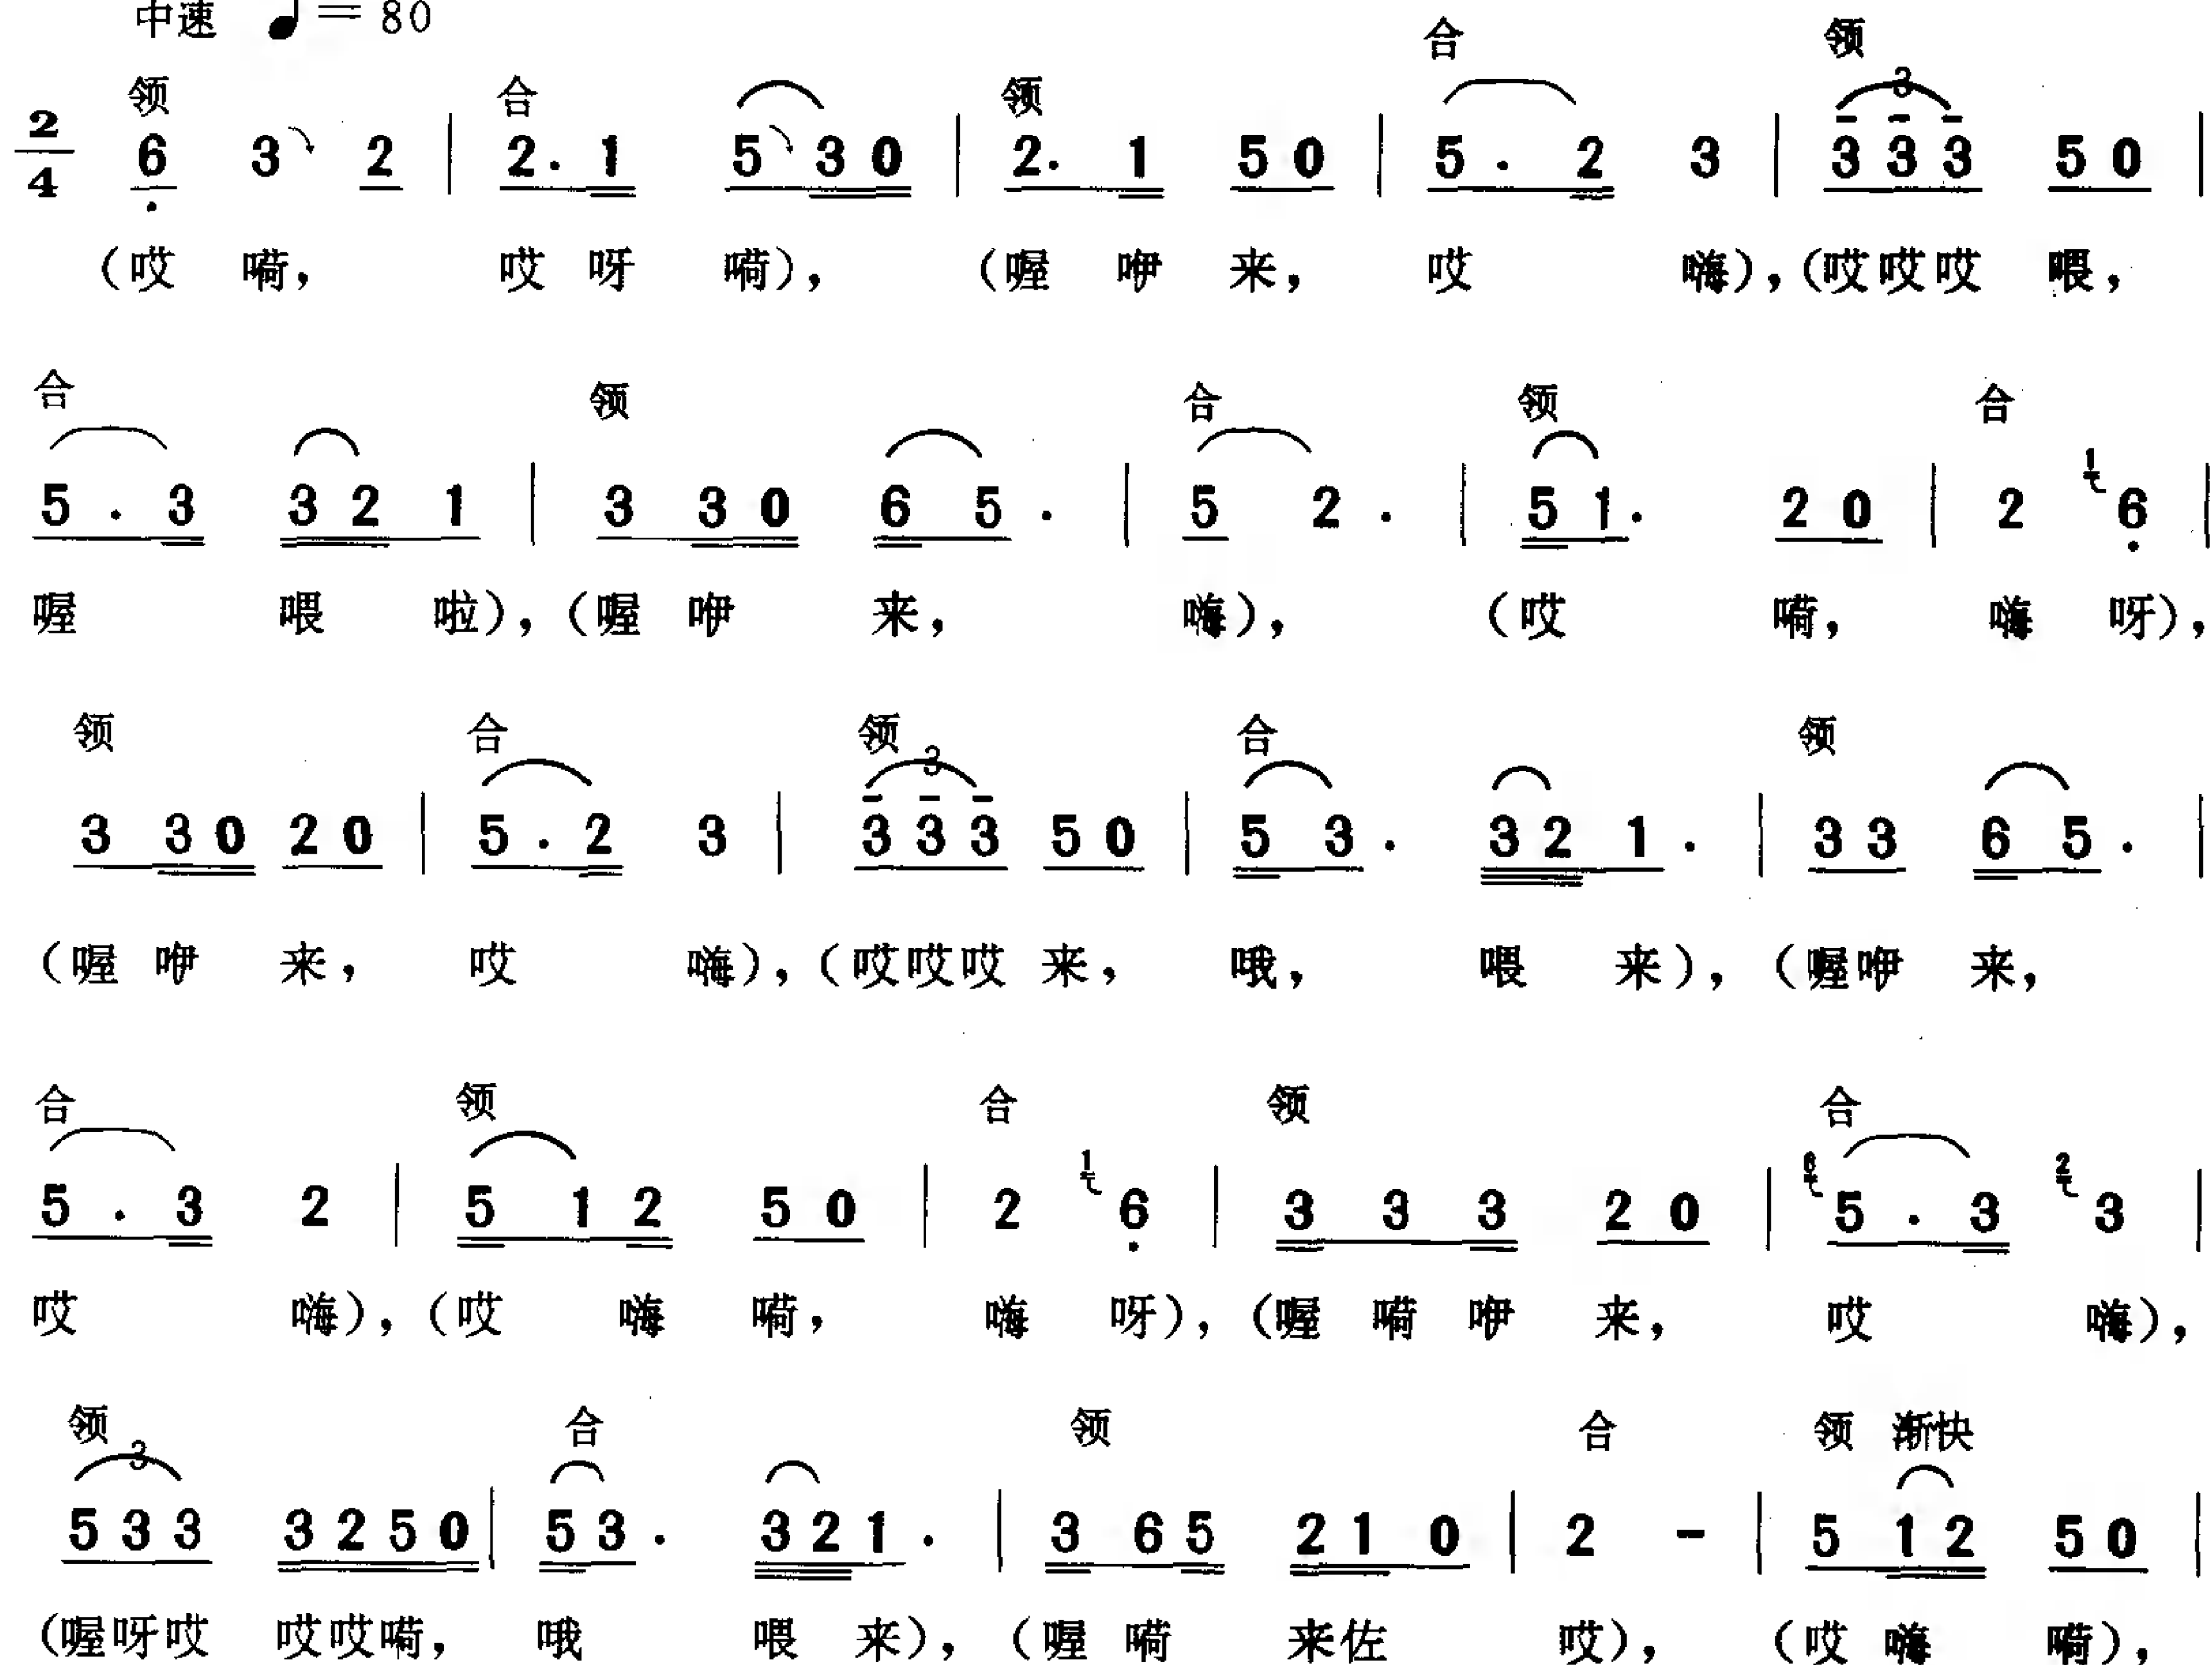 中速 ♩= 80
领 合 领 合 领
2/4 6̣ 3 2 | 2. 1 5 3 0 | 2. 1 5 0 | 5 . 2 3 | 3 3 3 5 0 |
（哎 嗬， 哎 呀 嗬），（喔 咿 来， 哎 嗨），（哎哎哎 喂，
合 领 合 领 合
5 . 3 3 2 1 | 3 3 0 6 5 . | 5 2 . | 5 1 . 2 0 | 2 1 6̣ |
喔 喂 啦），（喔 咿 来， 嗨），（哎 嗬， 嗨 呀），
领 合 领 合 领
3 3 0 2 0 | 5 . 2 3 | 3 3 3 5 0 | 5 3 . 3 2 1 . | 3 3 6 5 . |
（喔 咿 来， 哎 嗨），（哎哎哎 来， 哦， 喂 来），（喔咿 来，
合 领 合 领 合
5 . 3 2 | 5 1 2 5 0 | 2 1 6̣ | 3 3 3 2 0 | 6 5 . 3 2 3 |
哎 嗨），（哎 嗨 嗬， 嗨 呀），（喔 嗬 咿 来， 哎 嗨），
领 合 领 合 领 渐快
5 3 3 3 2 5 0 | 5 3 . 3 2 1 . | 3 6 5 2 1 0 | 2 - | 5 1 2 5 0 |
（喔呀哎 哎哎嗬， 哦 喂 来），（喔 嗬 来佐 哎），（哎 嗨 嗬），